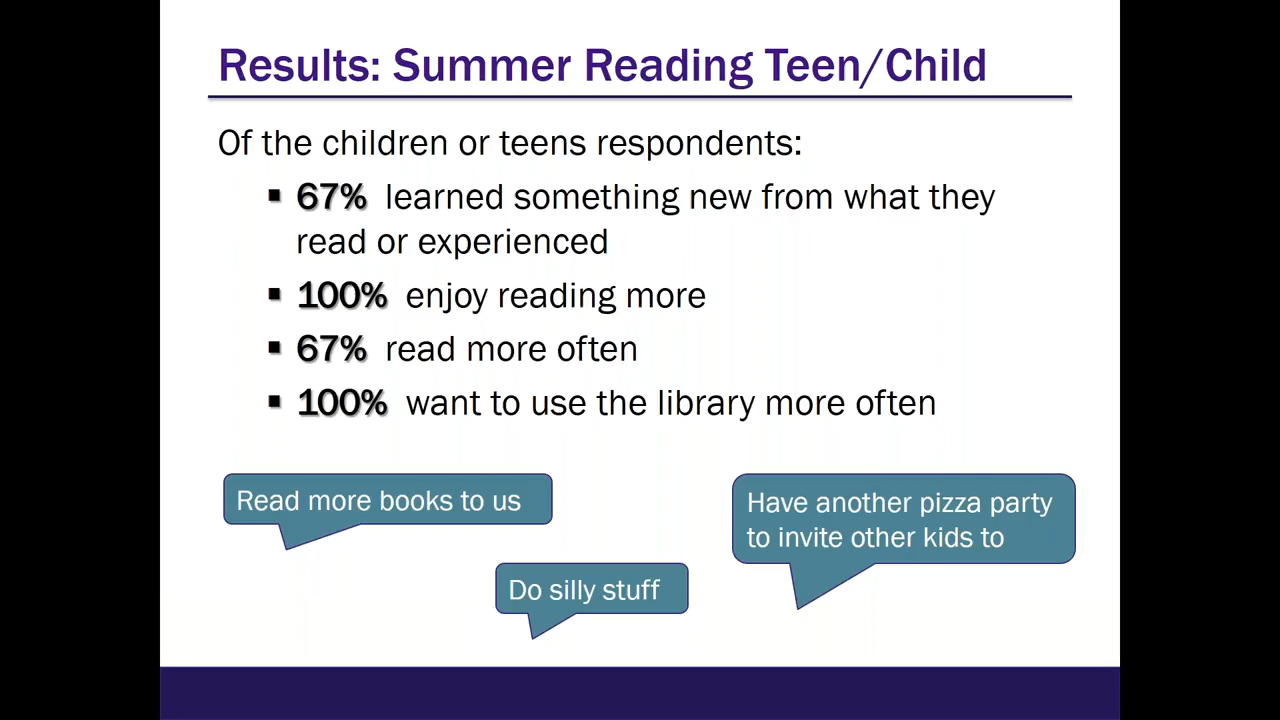 Results: Summer Reading Teen/Child
Of the children or teens respondents:
▪ 67% learned something new from what they
read or experienced
▪ 100% enjoy reading more
▪ 67% read more often
▪ 100% want to use the library more often
Read more books to us
Have another pizza party
to invite other kids to
Do silly stuff